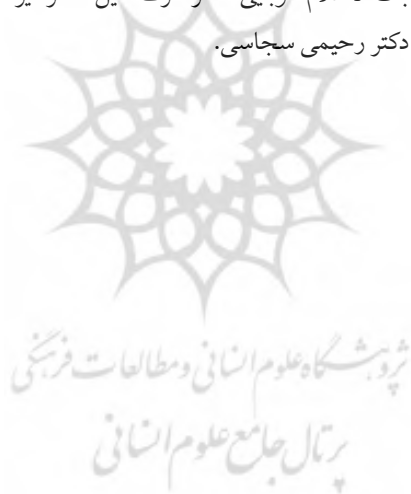 دکتر رحیمی سجاسی.
پژوهشگاه علوم انسانی و مطالعات فرهنگی
پرتال جامع علوم انسانی